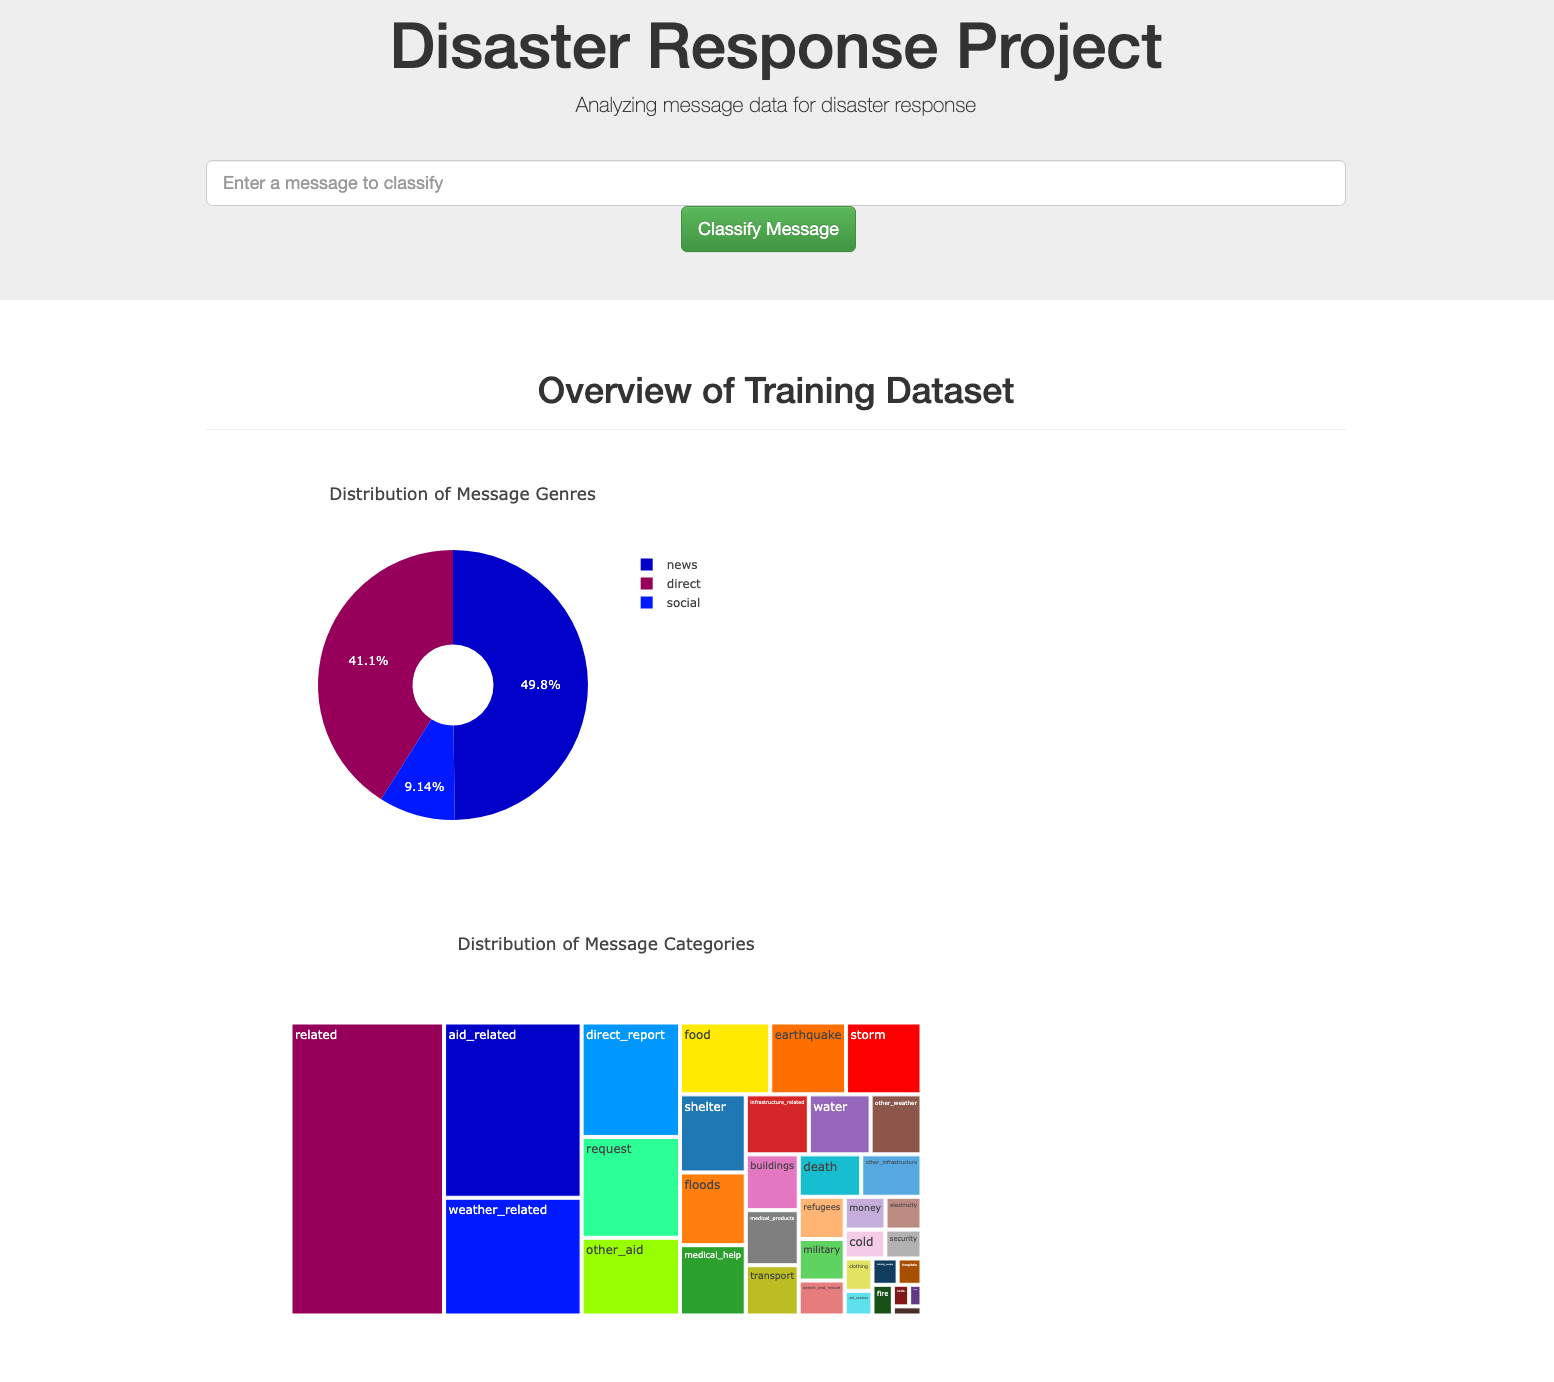 Disaster Response Project
Analyzing message data for disaster response
Enter a message to classify
Classify Message
Overview of Training Dataset
Distribution of Message Genres
news
direct
social
41.1%
49.8%
9.14%
Distribution of Message Categories
related
aid_related
direct_report
food
earthquake
storm
shelter
infrastructure_related
water
other_weather
request
buildings
death
other_infrastructure
floods
weather_related
refugees
money
electricity
medical_products
other_aid
military
cold
security
medical_help
transport
clothing
hospitals
search_and_rescue
fire